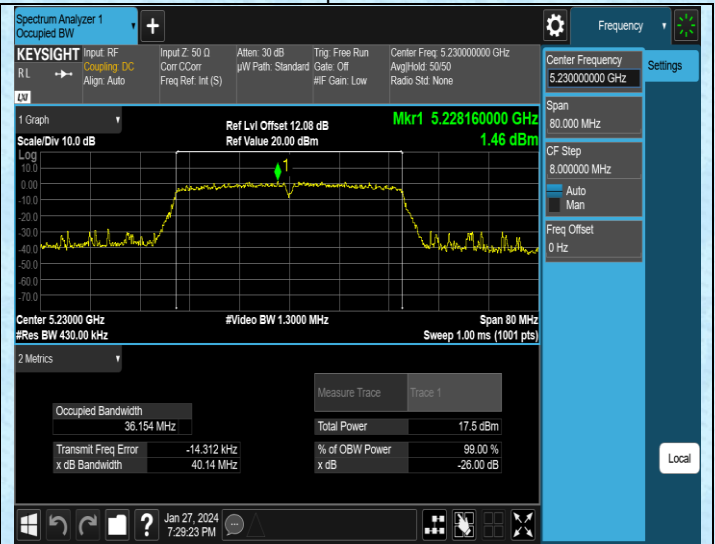 Spectrum Analyzer 1
Occupied BW
+
Frequency
KEYSIGHT
RL
LXI
Input: RF
Coupling: DC
Align: Auto
Input Z: 50 Ω
Corr CCorr
Freq Ref: Int (S)
Atten: 30 dB
µW Path: Standard
Trig: Free Run
Gate: Off
#IF Gain: Low
Center Freq: 5.230000000 GHz
Avg|Hold: 50/50
Radio Std: None
Center Frequency
5.230000000 GHz
Settings
Span
80.000 MHz
CF Step
8.000000 MHz
Auto
Man
Freq Offset
0 Hz
Local
1 Graph
Scale/Div 10.0 dB
Ref Lvl Offset 12.08 dB
Ref Value 20.00 dBm
Mkr1 5.228160000 GHz
1.46 dBm
Log
10.0
0.00
-10.0
-20.0
-30.0
-40.0
-50.0
-60.0
-70.0
1
Center 5.23000 GHz
#Res BW 430.00 kHz
#Video BW 1.3000 MHz
Span 80 MHz
Sweep 1.00 ms (1001 pts)
2 Metrics
Measure Trace Trace 1
Occupied Bandwidth
36.154 MHz
Total Power 17.5 dBm
Transmit Freq Error -14.312 kHz
% of OBW Power 99.00 %
x dB Bandwidth 40.14 MHz
x dB -26.00 dB
?
Jan 27, 2024
7:29:23 PM